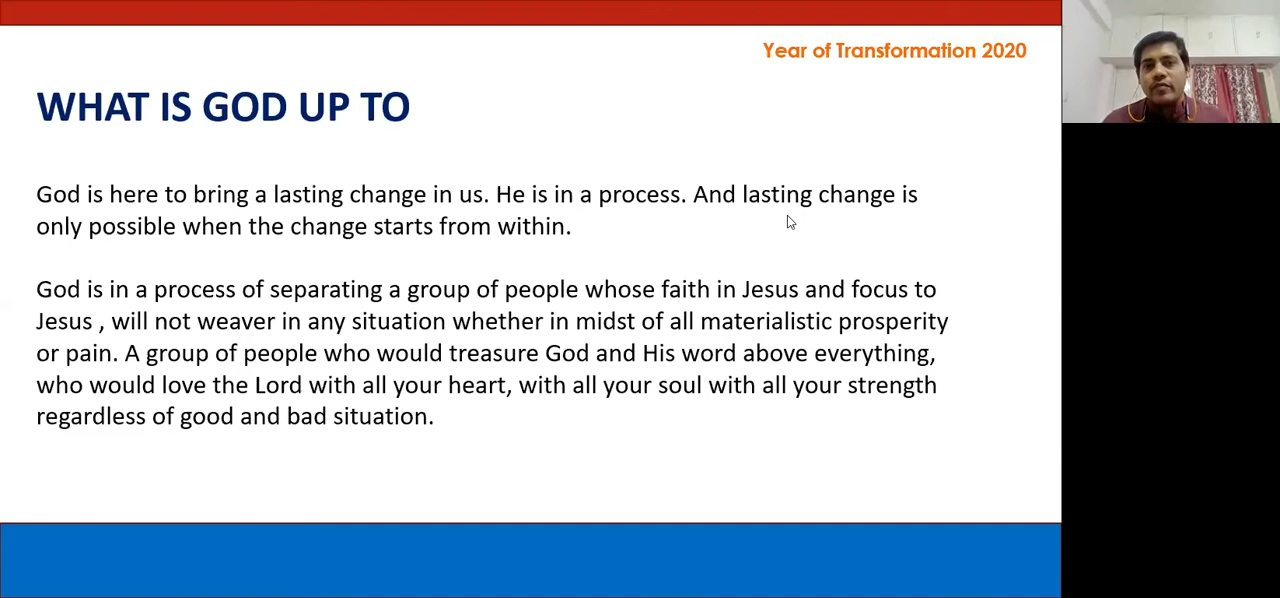 Year of Transformation 2020
WHAT IS GOD UP TO
God is here to bring a lasting change in us. He is in a process. And lasting change is
only possible when the change starts from within.
God is in a process of separating a group of people whose faith in Jesus and focus to
Jesus , will not weaver in any situation whether in midst of all materialistic prosperity
or pain. A group of people who would treasure God and His word above everything,
who would love the Lord with all your heart, with all your soul with all your strength
regardless of good and bad situation.